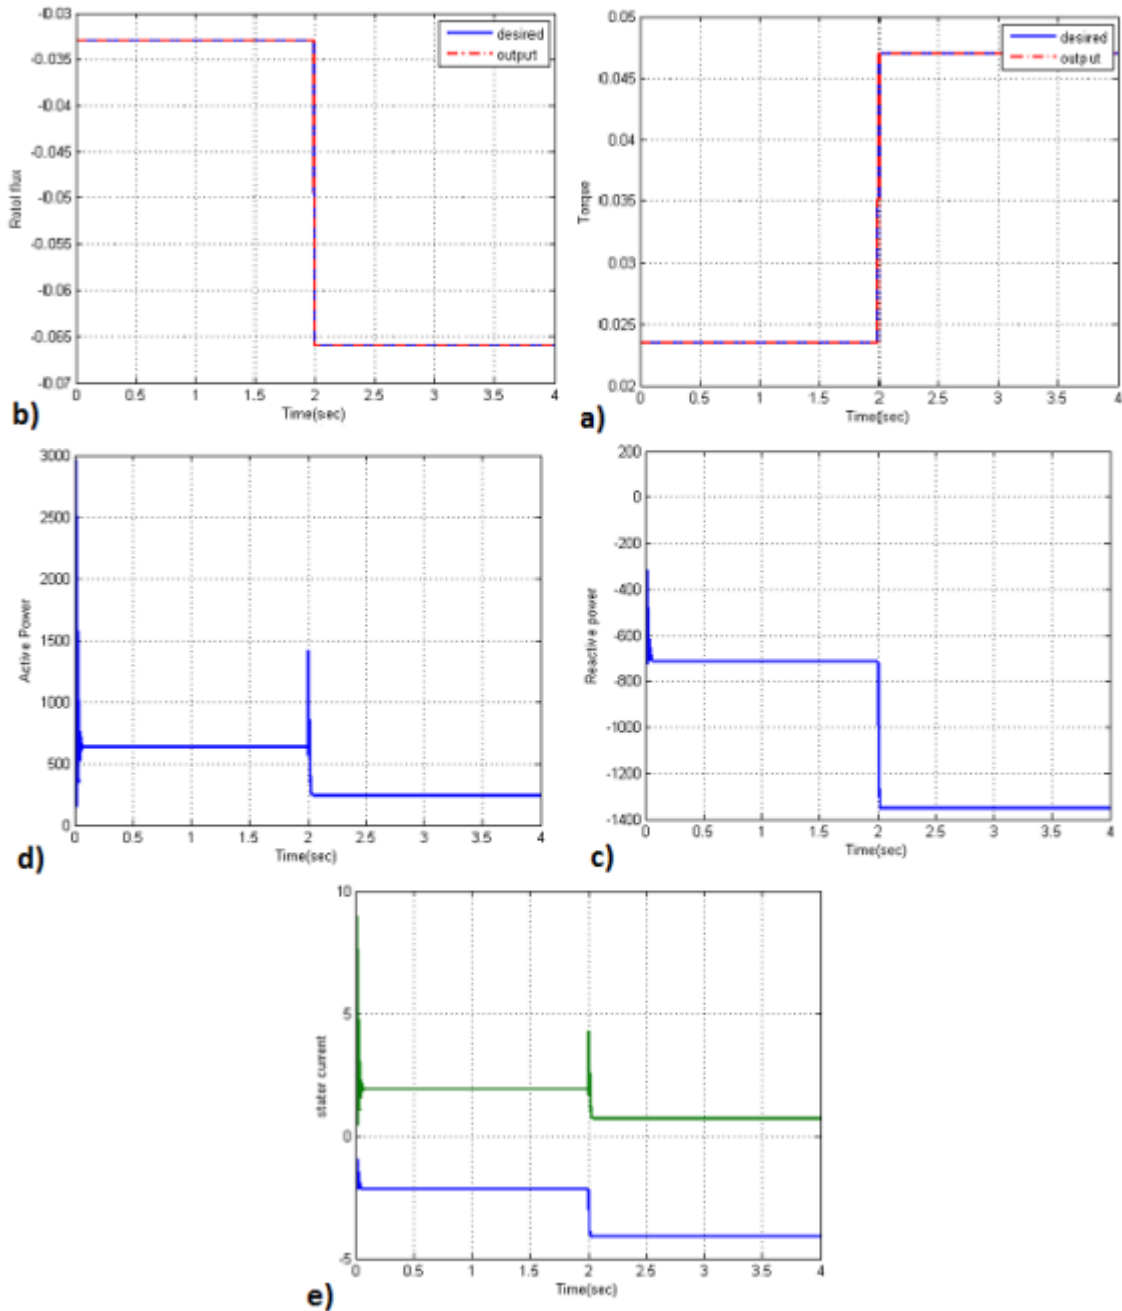 -0.03
-0.035
-0.04
-0.045
-0.05
-0.055
-0.06
-0.065
-0.07
Rotol flux
desired
output
0 0.5 1 1.5 2 2.5 3 3.5 4
Time(sec)
b)
0.05
0.045
0.04
0.035
0.03
0.025
0.02
Torque
desired
output
0 0.5 1 1.5 2 2.5 3 3.5 4
Time(sec)
a)
3000
2500
2000
1500
1000
500
0
Active Power
0 0.5 1 1.5 2 2.5 3 3.5 4
Time(sec)
d)
200
0
-200
-400
-600
-800
-1000
-1200
-1400
Reactive power
0 0.5 1 1.5 2 2.5 3 3.5 4
Time(sec)
c)
10
5
0
-5
stater current
0 0.5 1 1.5 2 2.5 3 3.5 4
Time(sec)
e)